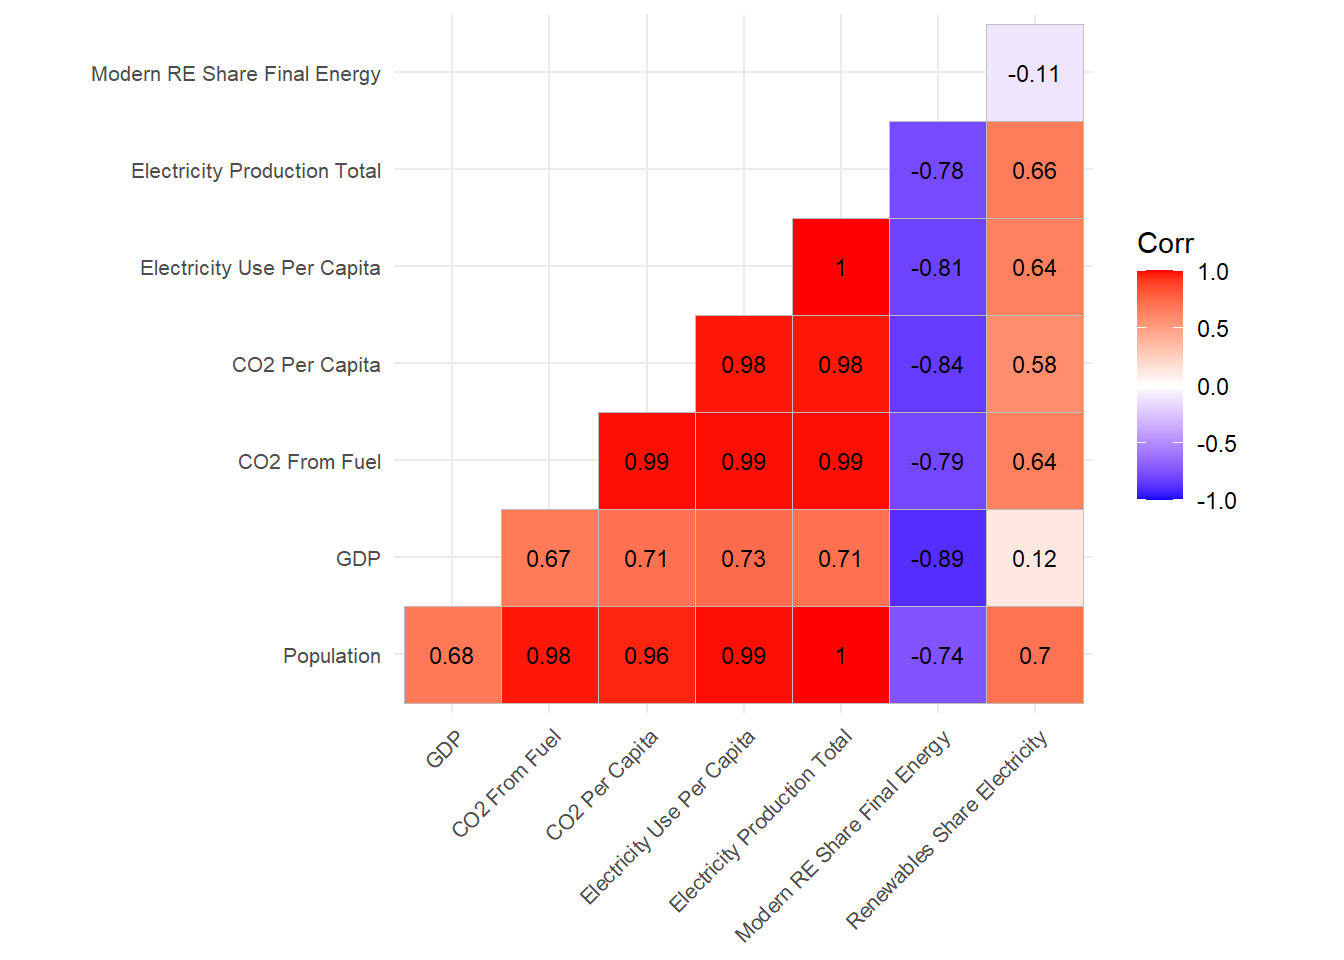 Modern RE Share Final Energy
-0.11
Electricity Production Total
-0.78
0.66
Electricity Use Per Capita
1
-0.81
0.64
CO2 Per Capita
0.98
0.98
-0.84
0.58
CO2 From Fuel
0.99
0.99
0.99
-0.79
0.64
GDP
0.67
0.71
0.73
0.71
-0.89
0.12
Population
0.68
0.98
0.96
0.99
1
-0.74
0.7
GDP
CO2 From Fuel
CO2 Per Capita
Electricity Use Per Capita
Electricity Production Total
Modern RE Share Final Energy
Renewables Share Electricity
Corr
1.0
0.5
0.0
-0.5
-1.0